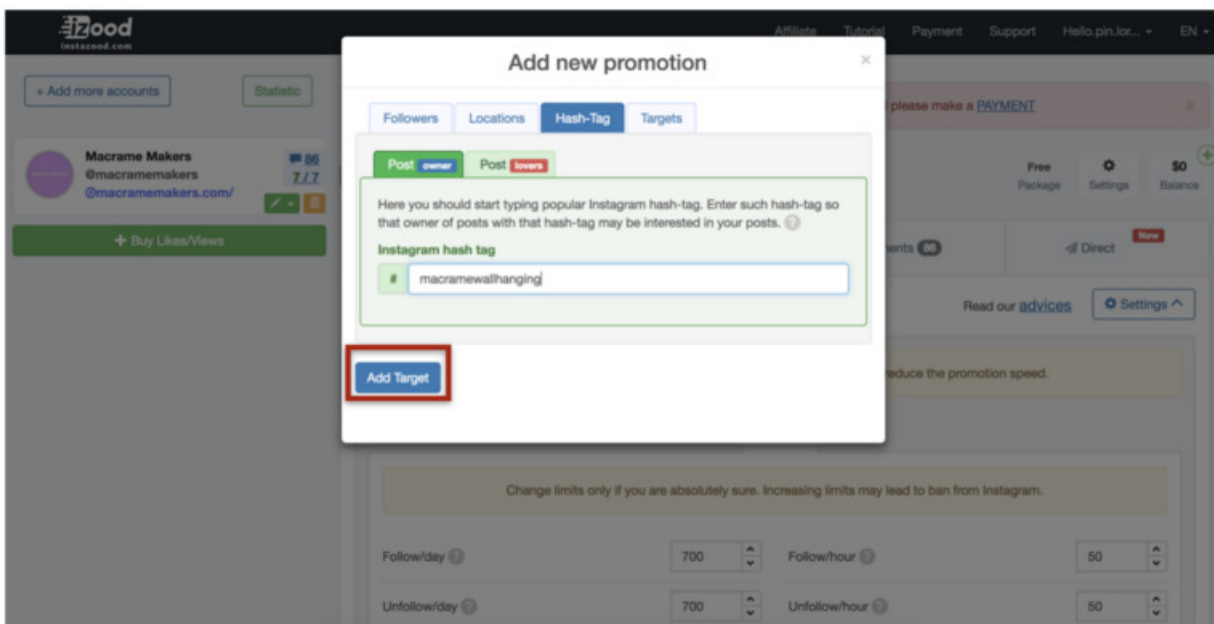 izood
instazood.com
Affiliate Tutorial Payment Support Hello.pin.lor... EN
+ Add more accounts
Statistic
Macrame Makers
@macramemakers
@macramemakers.com/
86
7 / 7
+ Buy Likes/Views
Add new promotion
×
Followers Locations Hash-Tag Targets
Post owner Post lovers
Here you should start typing popular Instagram hash-tag. Enter such hash-tag so
that owner of posts with that hash-tag may be interested in your posts. ?
Instagram hash tag
# macramewallhanging
Add Target
please make a PAYMENT
×
Free
Package
Settings
$0
Balance
Direct
New
Read our advices
Settings
reduce the promotion speed.
Change limits only if you are absolutely sure. Increasing limits may lead to ban from Instagram.
Follow/day ? 700 Follow/hour ? 50
Unfollow/day ? 700 Unfollow/hour ? 50